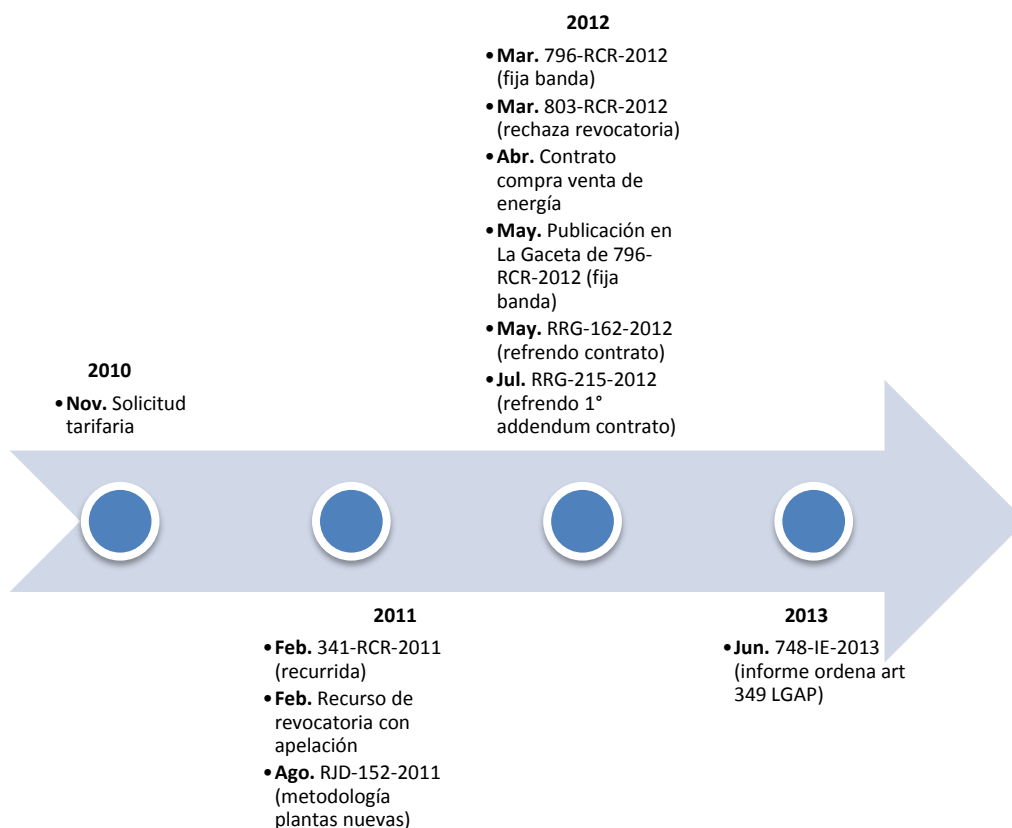 2010
•Nov. Solicitud
tarifaria
2011
•Feb. 341-RCR-2011
(recurrida)
•Feb. Recurso de
revocatoria con
apelación
•Ago. RJD-152-2011
(metodología
plantas nuevas)
2012
•Mar. 796-RCR-2012
(fija banda)
•Mar. 803-RCR-2012
(rechaza revocatoria)
•Abr. Contrato
compra venta de
energía
•May. Publicación en
La Gaceta de 796-
RCR-2012 (fija
banda)
•May. RRG-162-2012
(refrendo contrato)
•Jul. RRG-215-2012
(refrendo 1°
addendum contrato)
2013
•Jun. 748-IE-2013
(informe ordena art
349 LGAP)